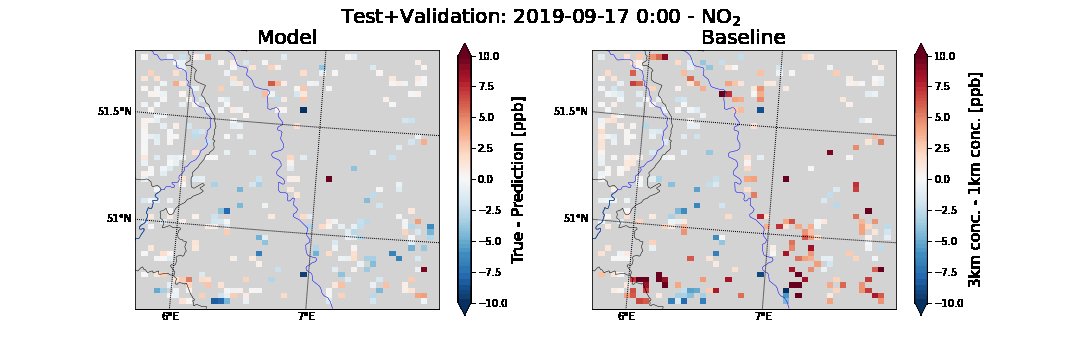 Test+Validation: 2019-09-17 0:00 - NO₂
Model
Baseline
51.5°N
51°N
6°E
7°E
10.0
7.5
5.0
2.5
0.0
−2.5
−5.0
−7.5
−10.0
True - Prediction [ppb]
51.5°N
51°N
6°E
7°E
10.0
7.5
5.0
2.5
0.0
−2.5
−5.0
−7.5
−10.0
3km conc. - 1km conc. [ppb]